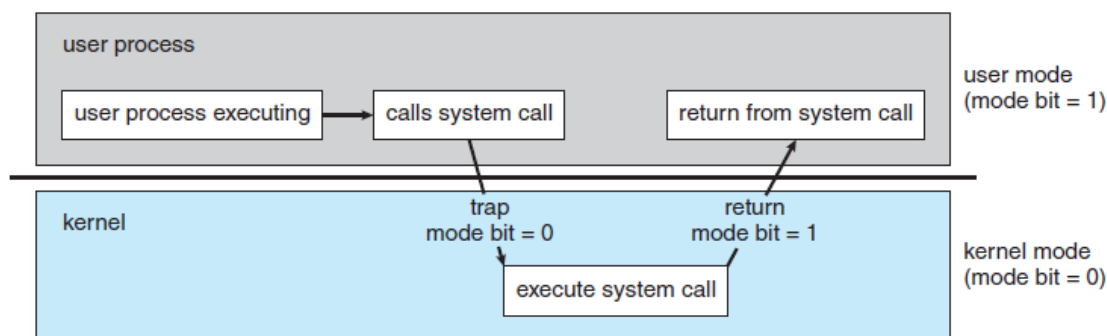 user process
user process executing
calls system call
return from system call
user mode
(mode bit = 1)
kernel
trap
mode bit = 0
return
mode bit = 1
execute system call
kernel mode
(mode bit = 0)